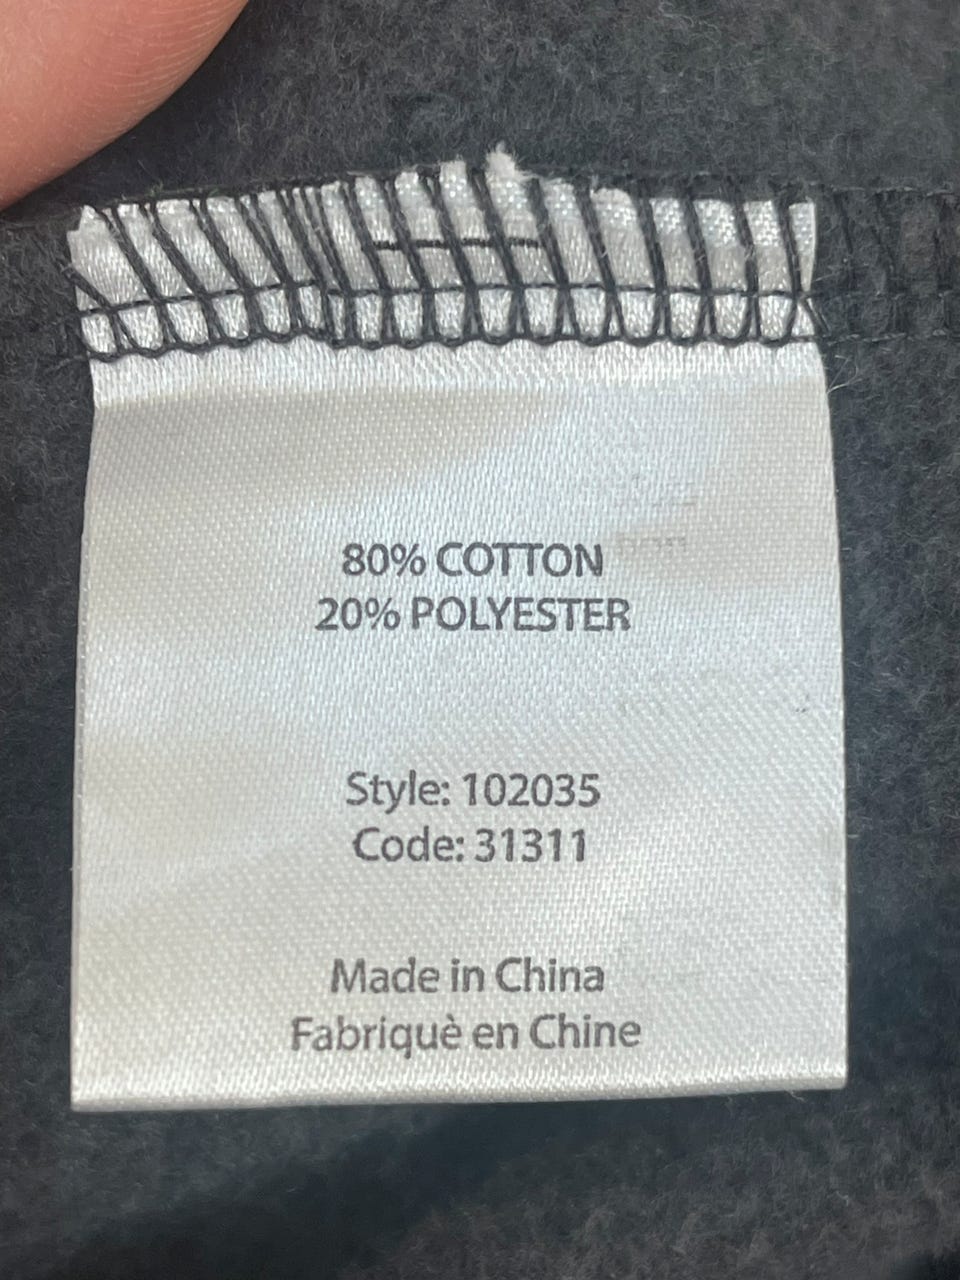 80% COTTON
20% POLYESTER
Style: 102035
Code: 31311
Made in China
Fabriquè en Chine